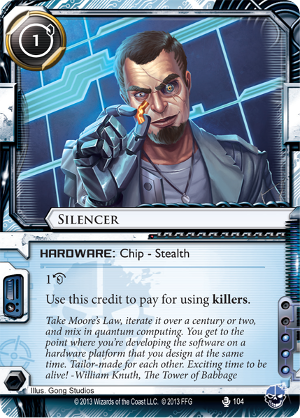 1
SILENCER
HARDWARE: Chip - Stealth
1
Use this credit to pay for using killers.
Take Moore's Law, iterate it over a century or two,
and mix in quantum computing. You get to the
point where you're developing the software on a
hardware platform that you design at the same
time. Tailor-made for each other. Exciting time to be
alive! -William Knuth, The Tower of Babbage
Illus. Gong Studios
© 2013 Wizards of the Coast LLC. © 2013 FFG
104